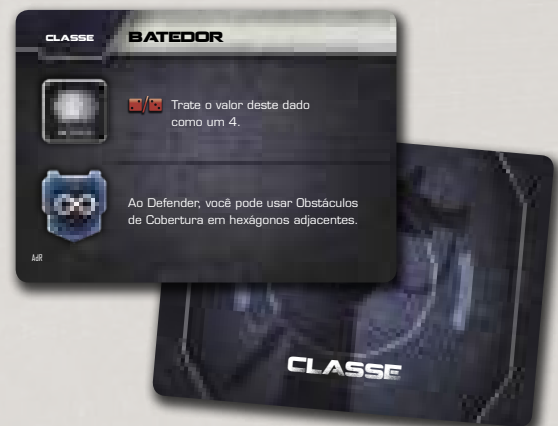 CLASSE
BATEDOR
/ Trate o valor deste dado
como um 4.
Ao Defender, você pode usar Obstáculos
de Cobertura em hexágonos adjacentes.
AdR
CLASSE